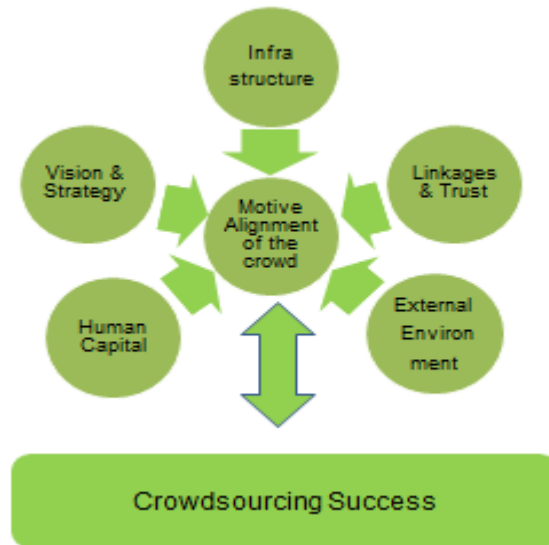 Infra
structure
Vision &
Strategy
Linkages
& Trust
Motive
Alignment
of the
crowd
Human
Capital
External
Environ
ment
Crowdsourcing Success